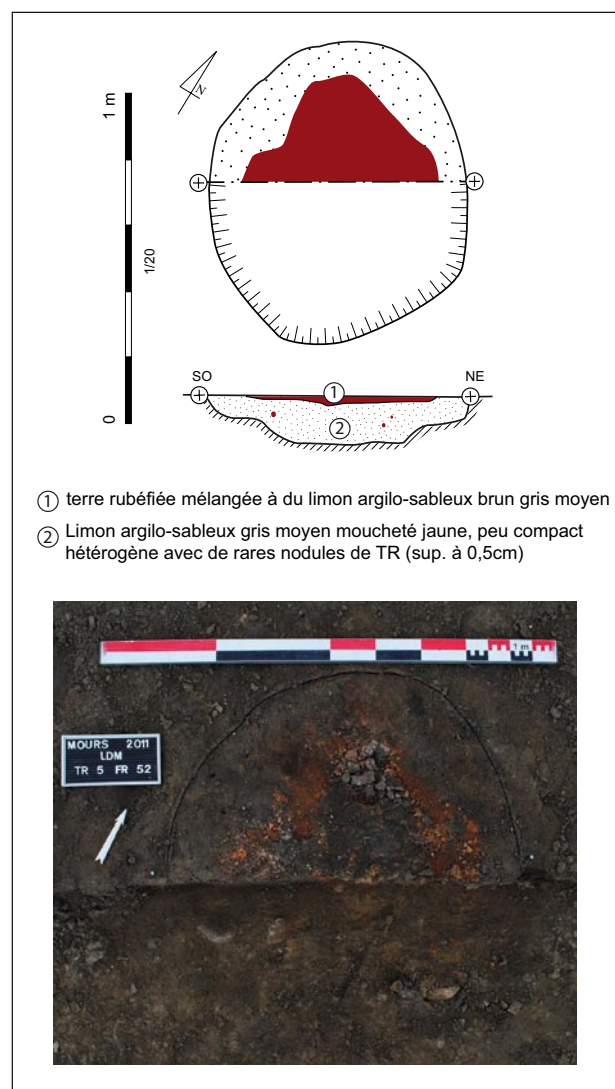 N
1 m
1/20
0
SO
NE
1
2
1 terre rubéfiée mélangée à du limon argilo-sableux brun gris moyen
2 Limon argilo-sableux gris moyen moucheté jaune, peu compact
hétérogène avec de rares nodules de TR (sup. à 0,5cm)
1 m
MOURS 2011
LDM
TR 5 FR 52